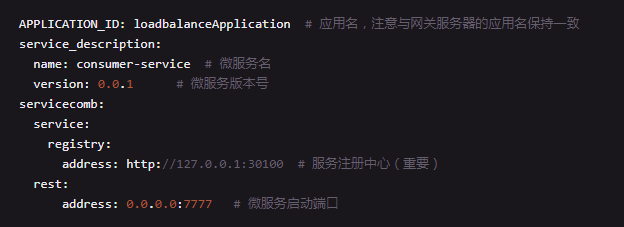 APPLICATION_ID: loadbalanceApplication  # 应用名，注意与网关服务器的应用名保持一致
service_description:
  name: consumer-service  # 微服务名
  version: 0.0.1      # 微服务版本号
servicecomb:
  service:
    registry:
      address: http://127.0.0.1:30100  # 服务注册中心（重要）
  rest:
      address: 0.0.0.0:7777   # 微服务启动端口